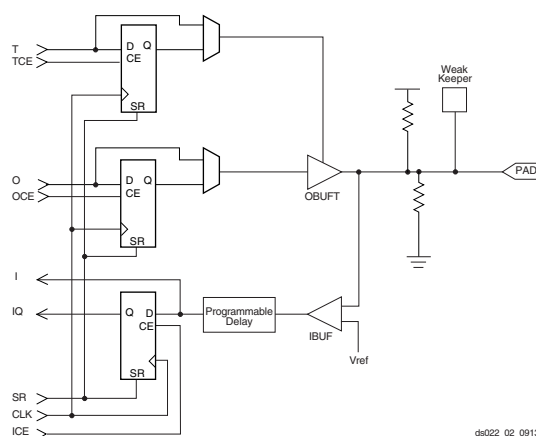 T
TCE
D Q
CE
SR
Weak
Keeper
O
OCE
D Q
CE
SR
OBUFT
PAD
I
IQ
Q D
CE
SR
Programmable
Delay
IBUF
Vref
SR
CLK
ICE
ds022_02_0913